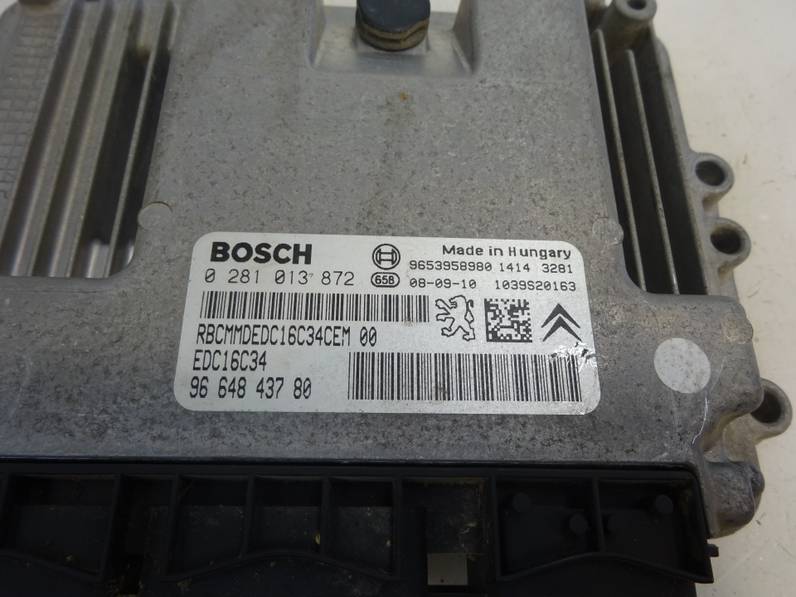 BOSCH
Made in Hungary
0 281 013 872
658
9653958980 1414 3281
08-09-10 1039S20163
RBCMMDEDC16C34CEM 00
EDC16C34
96 648 437 80